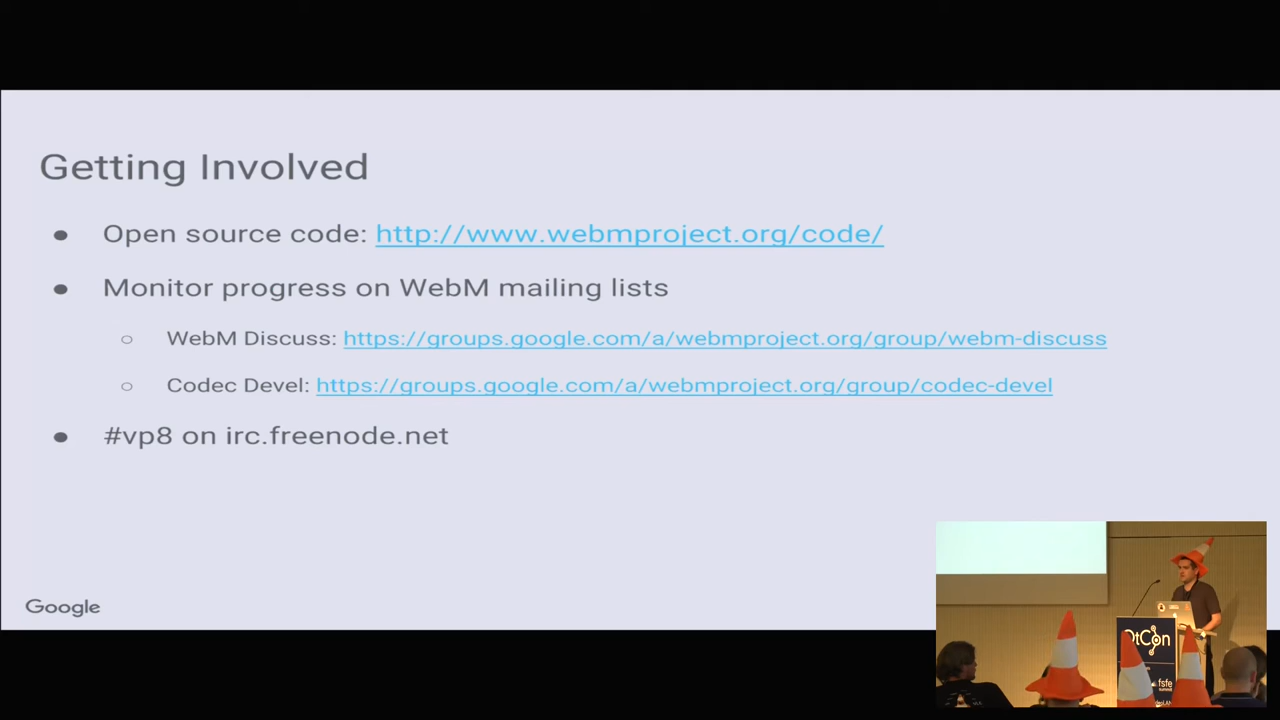 Getting Involved
● Open source code: http://www.webmproject.org/code/
● Monitor progress on WebM mailing lists
○ WebM Discuss: https://groups.google.com/a/webmproject.org/group/webm-discuss
○ Codec Devel: https://groups.google.com/a/webmproject.org/group/codec-devel
● #vp8 on irc.freenode.net
Google
QtCon
fsfe